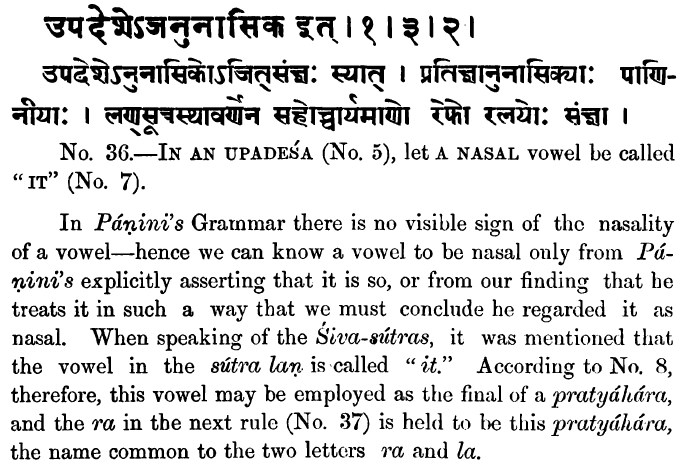 उपदेशेऽजनुनासिक इत् । १ । ३ । २ ।
उपदेशेऽनुनासिकोऽजित्संज्ञः स्यात् । प्रतिज्ञानुनासिक्याः पाणि-
नीयाः । लण्सूत्रस्थावर्णेन सहोच्चार्यमाणो रेफो रलयोः संज्ञा ।
No. 36.—IN AN UPADEŚA (No. 5), let A NASAL vowel be called
“IT” (No. 7).
In Páṇini's Grammar there is no visible sign of the nasality
of a vowel—hence we can know a vowel to be nasal only from Pá-
ṇini's explicitly asserting that it is so, or from our finding that he
treats it in such a way that we must conclude he regarded it as
nasal. When speaking of the Śiva-sútras, it was mentioned that
the vowel in the sútra laṇ is called “it.” According to No. 8,
therefore, this vowel may be employed as the final of a pratyáhára,
and the ra in the next rule (No. 37) is held to be this pratyáhára,
the name common to the two letters ra and la.